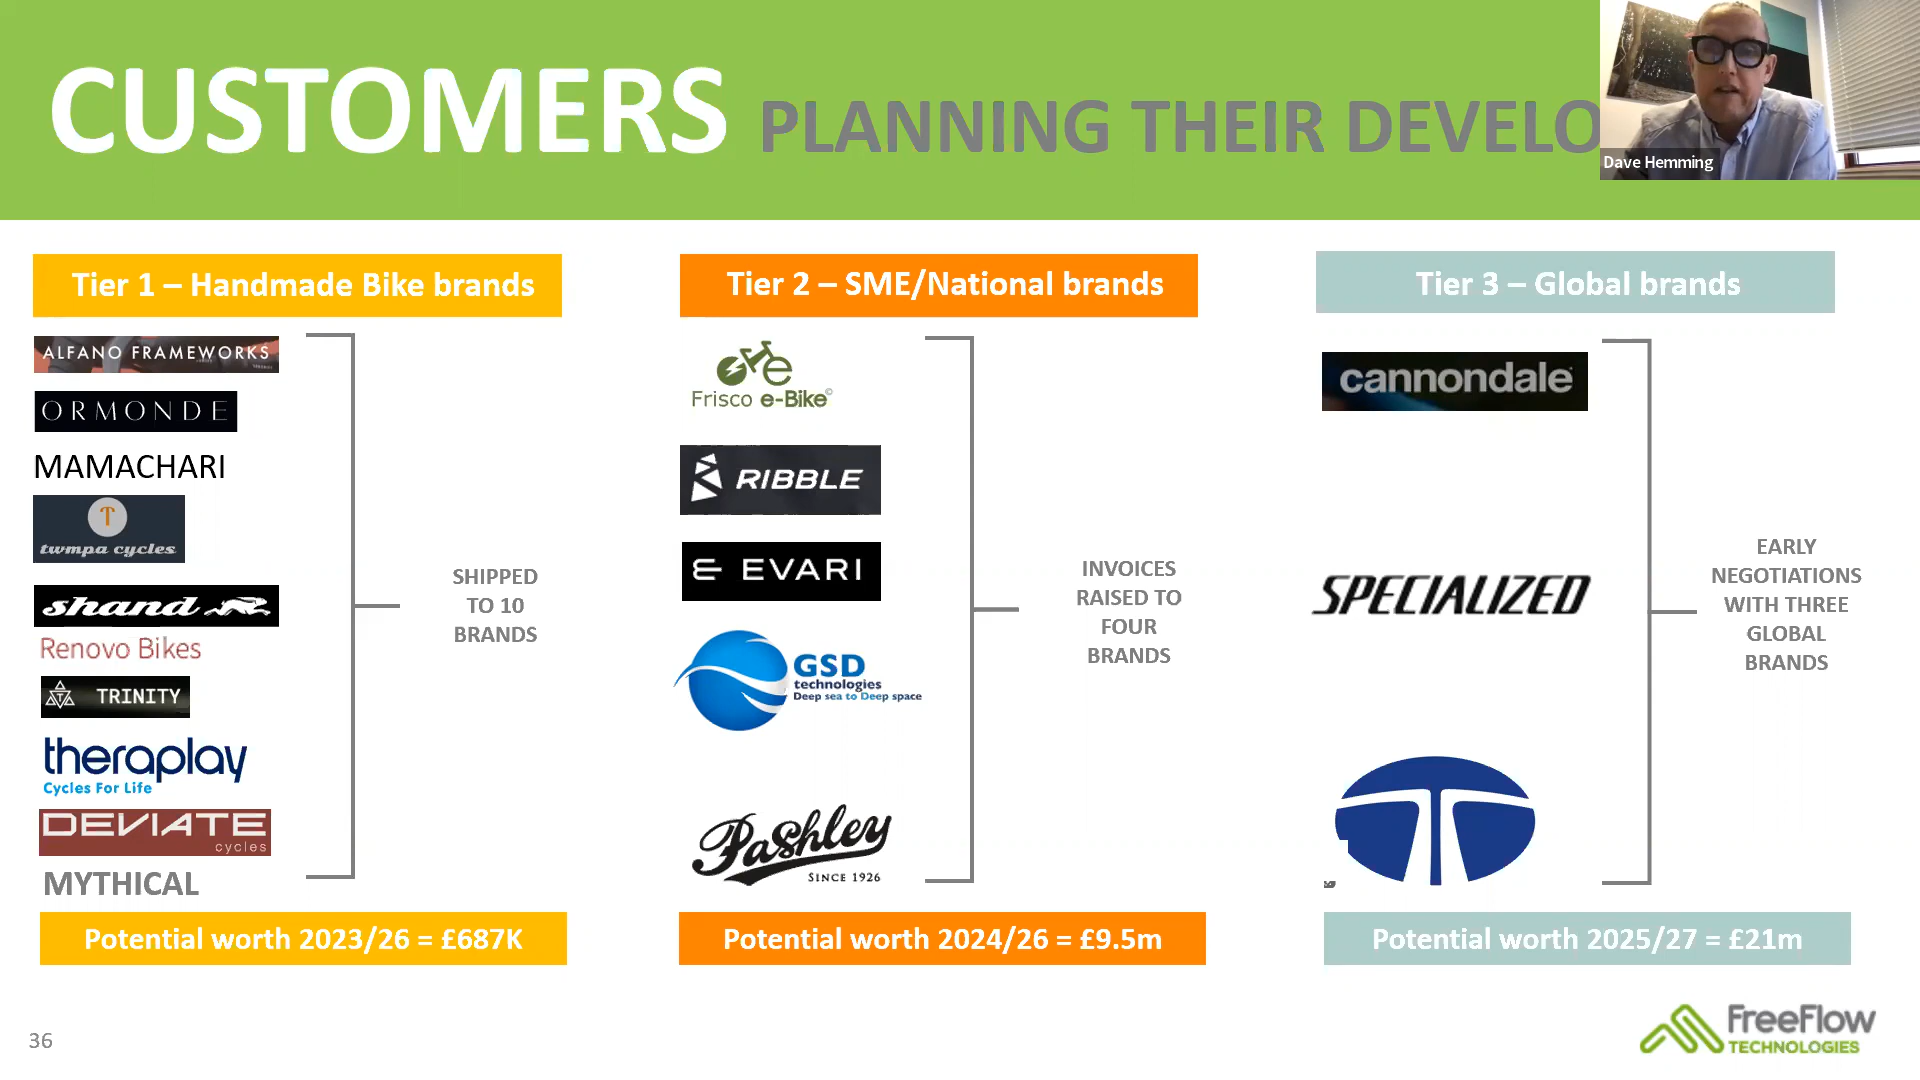 CUSTOMERS PLANNING THEIR DEVELO
Dave Hemming
Tier 1 – Handmade Bike brands
ALFANO FRAMEWORKS
ORMONDE
MAMACHARI
T
twmpa cycles
shand
Renovo Bikes
TRINITY
theraplay
Cycles For Life
DEVIATE
cycles
MYTHICAL
SHIPPED
TO 10
BRANDS
Potential worth 2023/26 = £687K
Tier 2 – SME/National brands
Frisco e-Bike©
RIBBLE
EVARI
GSD
technologies
Deep sea to Deep space
Pashley
SINCE 1926
INVOICES
RAISED TO
FOUR
BRANDS
Potential worth 2024/26 = £9.5m
Tier 3 – Global brands
cannondale
SPECIALIZED
EARLY
NEGOTIATIONS
WITH THREE
GLOBAL
BRANDS
Potential worth 2025/27 = £21m
36
FreeFlow
TECHNOLOGIES